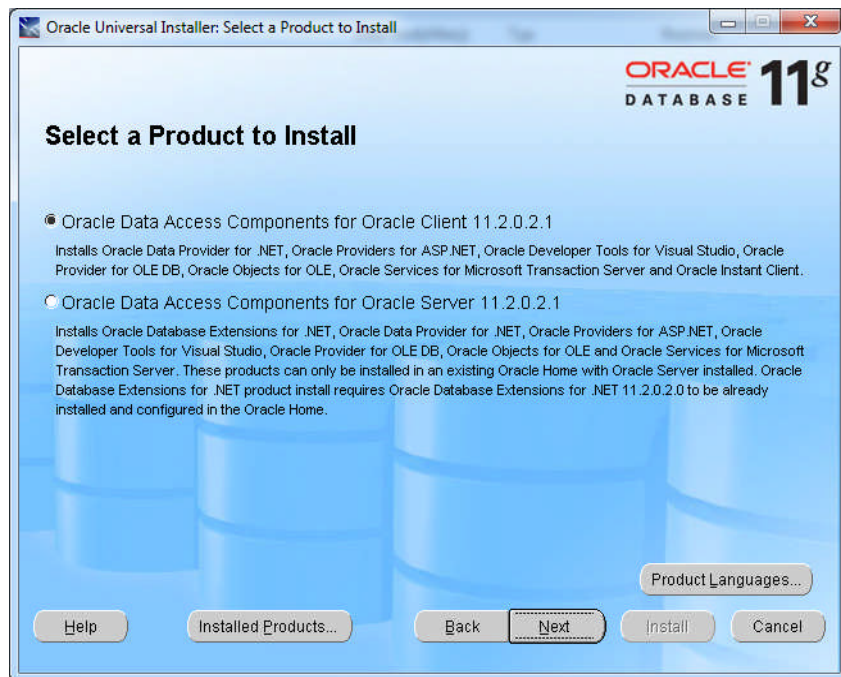 Oracle Universal Installer: Select a Product to Install
ORACLE 11g
DATABASE
Select a Product to Install
Oracle Data Access Components for Oracle Client 11.2.0.2.1
Installs Oracle Data Provider for .NET, Oracle Providers for ASP.NET, Oracle Developer Tools for Visual Studio, Oracle
Provider for OLE DB, Oracle Objects for OLE, Oracle Services for Microsoft Transaction Server and Oracle Instant Client.
Oracle Data Access Components for Oracle Server 11.2.0.2.1
Installs Oracle Database Extensions for .NET, Oracle Data Provider for .NET, Oracle Providers for ASP.NET, Oracle
Developer Tools for Visual Studio, Oracle Provider for OLE DB, Oracle Objects for OLE and Oracle Services for Microsoft
Transaction Server. These products can only be installed in an existing Oracle Home with Oracle Server installed. Oracle
Database Extensions for .NET product install requires Oracle Database Extensions for .NET 11.2.0.2.0 to be already
installed and configured in the Oracle Home.
Product Languages...
Help Installed Products... Back Next Install Cancel